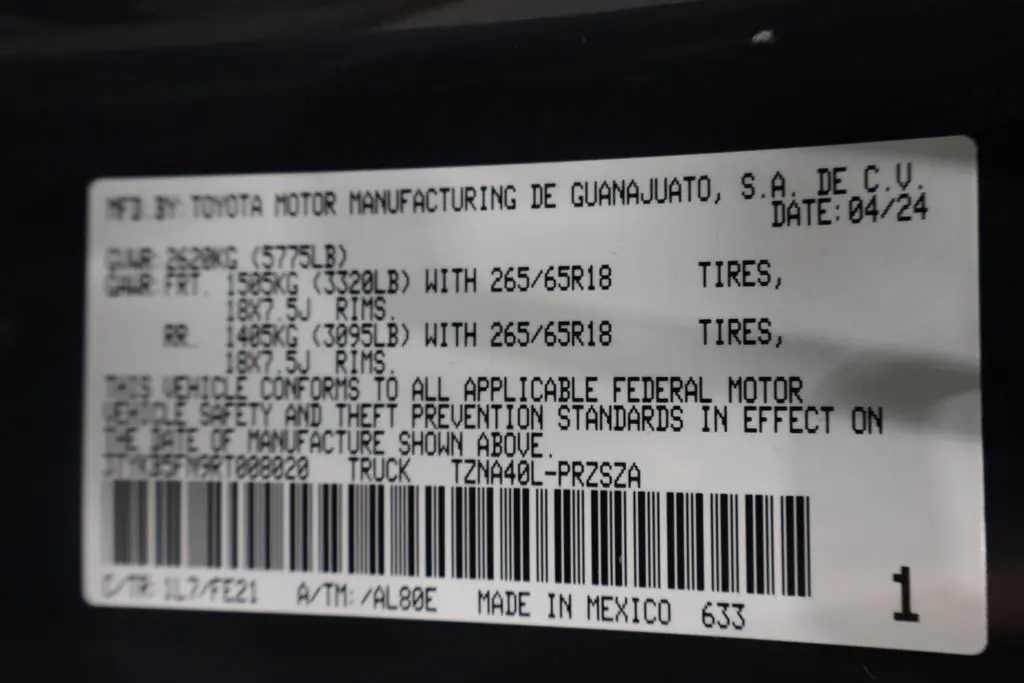 MFD.BY: TOYOTA MOTOR MANUFACTURING DE GUANAJUATO, S.A. DE C.V.
DATE:04/24
GVWR: 2620KG (5775LB)
GAWR: FRT. 1505KG (3320LB) WITH 265/65R18 TIRES,
18X7.5J RIMS.
RR. 1405KG (3095LB) WITH 265/65R18 TIRES,
18X7.5J RIMS.
THIS VEHICLE CONFORMS TO ALL APPLICABLE FEDERAL MOTOR
VEHICLE SAFETY AND THEFT PREVENTION STANDARDS IN EFFECT ON
THE DATE OF MANUFACTURE SHOWN ABOVE.
TRUCK TZNA40L-PRZSZA
C/TR: 1L7/FE21 A/TM: /AL80E MADE IN MEXICO 633
1